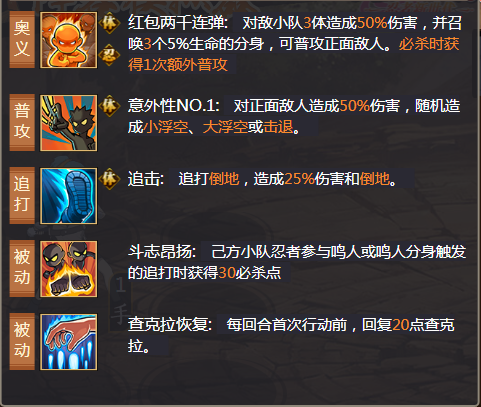 奥义
体
忍
红包两千连弹: 对敌小队3体造成50%伤害，并召
唤3个5%生命的分身，可普攻正面敌人。必杀时获
得1次额外普攻
普攻
体
意外性NO.1: 对正面敌人造成50%伤害，随机造
成小浮空、大浮空或击退。
追打
体
追击: 追打倒地，造成25%伤害和倒地。
被动
斗志昂扬: 己方小队忍者参与鸣人或鸣人分身触发
的追打时获得30必杀点
被动
查克拉恢复: 每回合首次行动前，回复20点查克
拉。
1
手